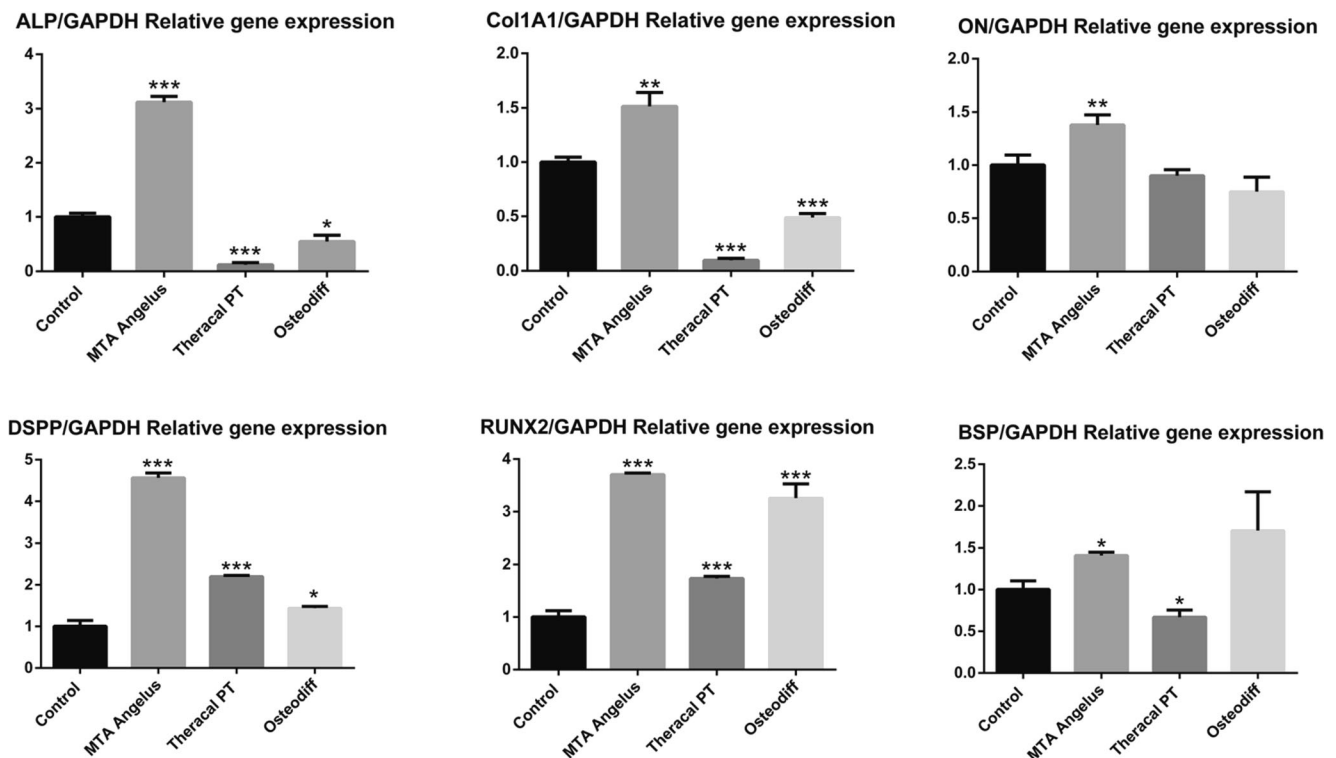 ALP/GAPDH Relative gene expression
4
3
2
1
0
***
***
*
Control
MTA Angelus
Theracal PT
Osteodiff
Col1A1/GAPDH Relative gene expression
2.0
1.5
1.0
0.5
0.0
**
***
***
Control
MTA Angelus
Theracal PT
Osteodiff
ON/GAPDH Relative gene expression
2.0
1.5
1.0
0.5
0.0
**
Control
MTA Angelus
Theracal PT
Osteodiff
DSPP/GAPDH Relative gene expression
5
4
3
2
1
0
***
***
*
Control
MTA Angelus
Theracal PT
Osteodiff
RUNX2/GAPDH Relative gene expression
4
3
2
1
0
***
***
***
Control
MTA Angelus
Theracal PT
Osteodiff
BSP/GAPDH Relative gene expression
2.5
2.0
1.5
1.0
0.5
0.0
*
*
Control
MTA Angelus
Theracal PT
Osteodiff